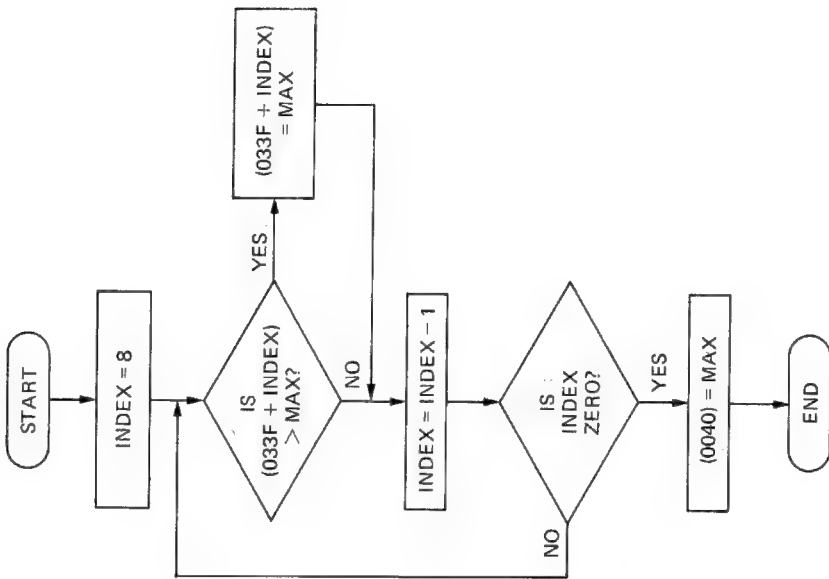 START
INDEX = 8
IS
(033F + INDEX)
> MAX?
YES
(033F + INDEX)
= MAX
NO
INDEX = INDEX − 1
IS
INDEX
ZERO?
NO
YES
(0040) = MAX
END